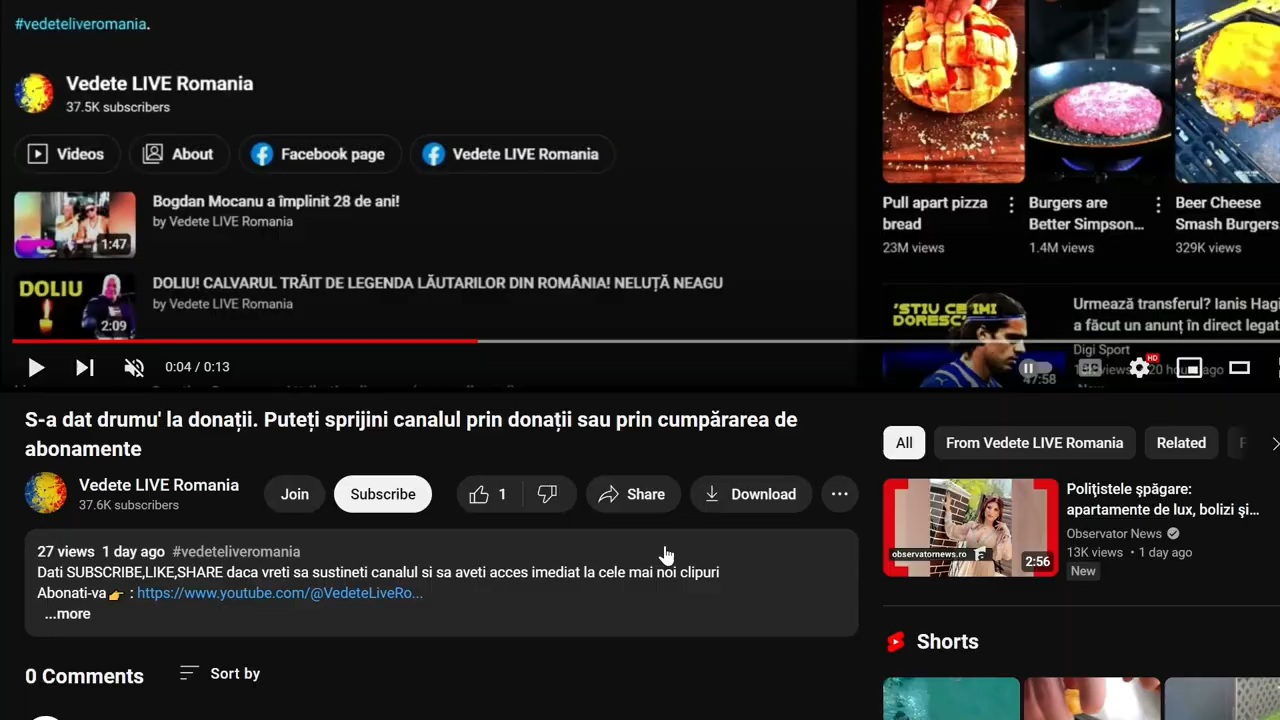 #vedeteliveromania.
Vedete LIVE Romania
37.5K subscribers
Videos
About
Facebook page
Vedete LIVE Romania
Bogdan Mocanu a împlinit 28 de ani!
by Vedete LIVE Romania
1:47
DOLIU! CALVARUL TRĂIT DE LEGENDA LĂUTARILOR DIN ROMÂNIA! NELUȚĂ NEAGU
by Vedete LIVE Romania
DOLIU
2:09
Pull apart pizza
bread
23M views
Burgers are
Better Simpson...
1.4M views
Beer Cheese
Smash Burgers
329K views
'ȘTIU CE ÎMI
DORESC'
47:58
Urmează transferul? Ianis Hagi
a făcut un anunț în direct legat
Digi Sport
0:04 / 0:13
HD
S-a dat drumu' la donații. Puteți sprijini canalul prin donații sau prin cumpărarea de
abonamente
Vedete LIVE Romania
37.6K subscribers
Join
Subscribe
1
Share
Download
27 views 1 day ago #vedeteliveromania
Dati SUBSCRIBE,LIKE,SHARE daca vreti sa sustineti canalul si sa aveti acces imediat la cele mai noi clipuri
Abonati-va👉 : https://www.youtube.com/@VedeteLiveRo...
...more
0 Comments
Sort by
All
From Vedete LIVE Romania
Related
observatornews.ro
2:56
Polițistele șpăgare:
apartamente de lux, bolizi și...
Observator News
13K views • 1 day ago
New
Shorts